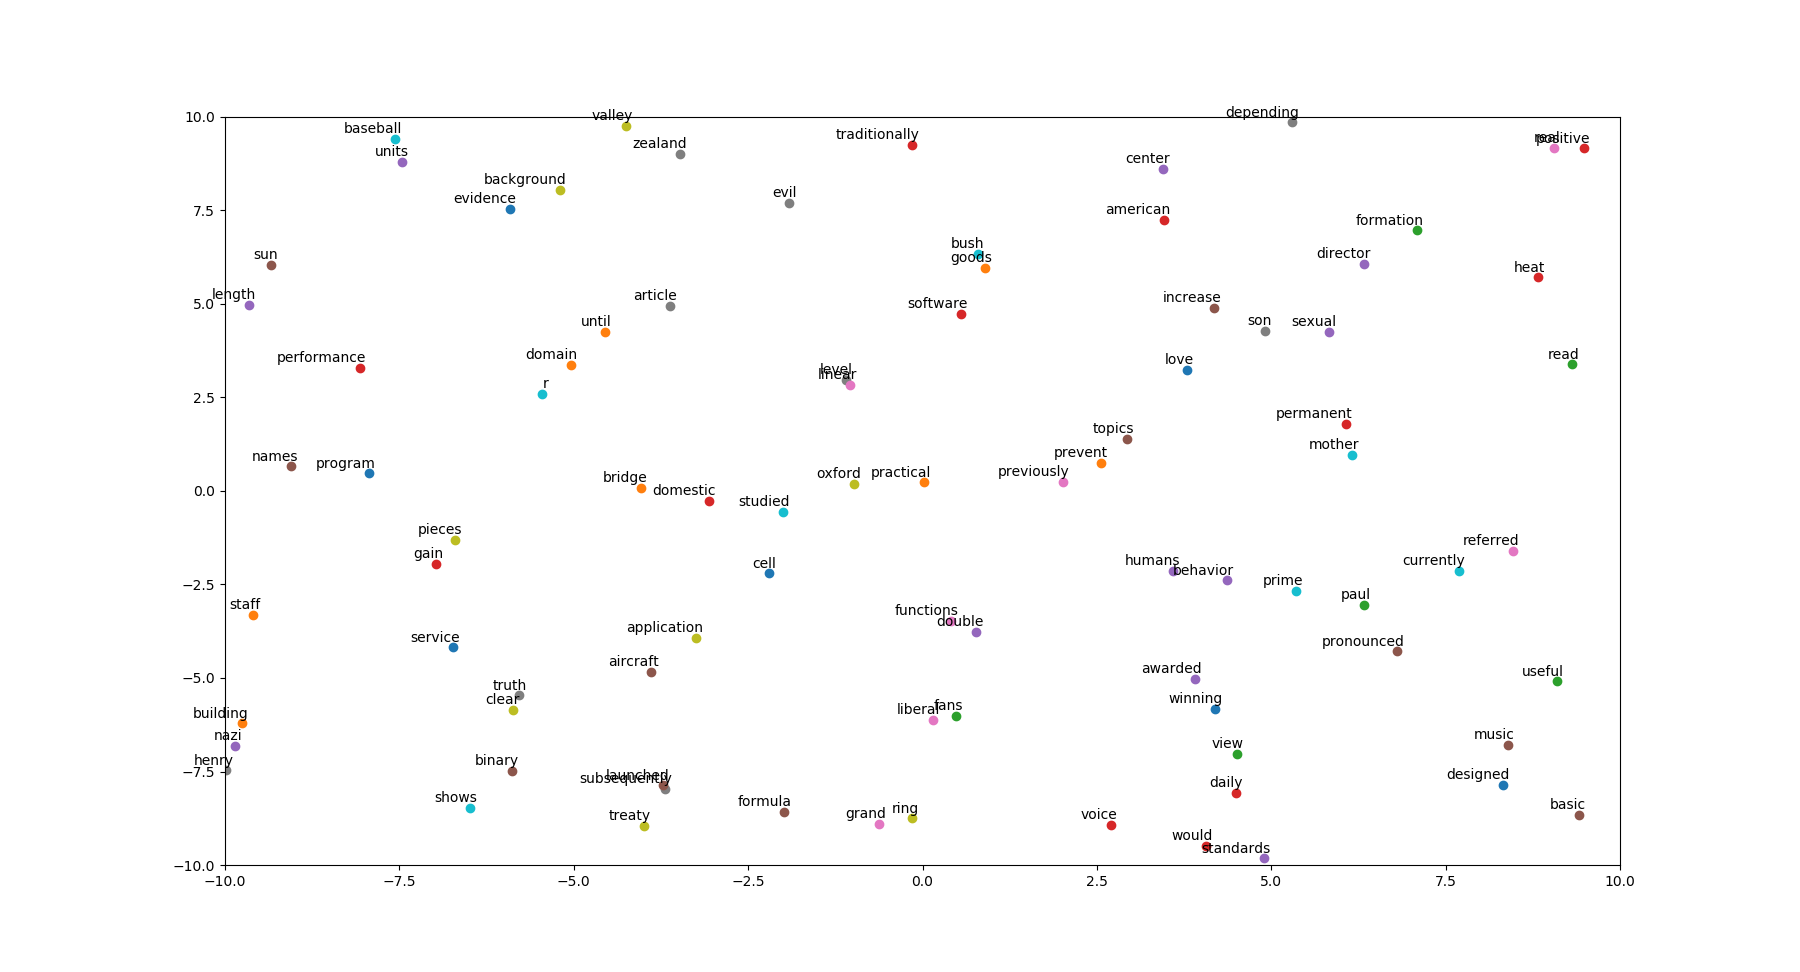 depending
valley
10.0
baseball
traditionally
real
positive
zealand
units
center
background
evidence
evil
american
7.5
formation
bush
sun
director
goods
heat
length
article
increase
5.0
software
until
son
sexual
performance
domain
read
love
level
linear
r
2.5
permanent
topics
mother
names
program
prevent
bridge
oxford
practical
previously
domestic
0.0
studied
pieces
referred
gain
cell
humans
currently
behavior
prime
−2.5
paul
staff
functions
double
application
service
pronounced
aircraft
awarded
useful
−5.0
truth
clear
winning
building
liberal
fans
nazi
music
view
henry
binary
−7.5
launched
subsequently
designed
daily
shows
formula
basic
treaty
grand
ring
voice
would
standards
−10.0
−10.0 −7.5 −5.0 −2.5 0.0 2.5 5.0 7.5 10.0